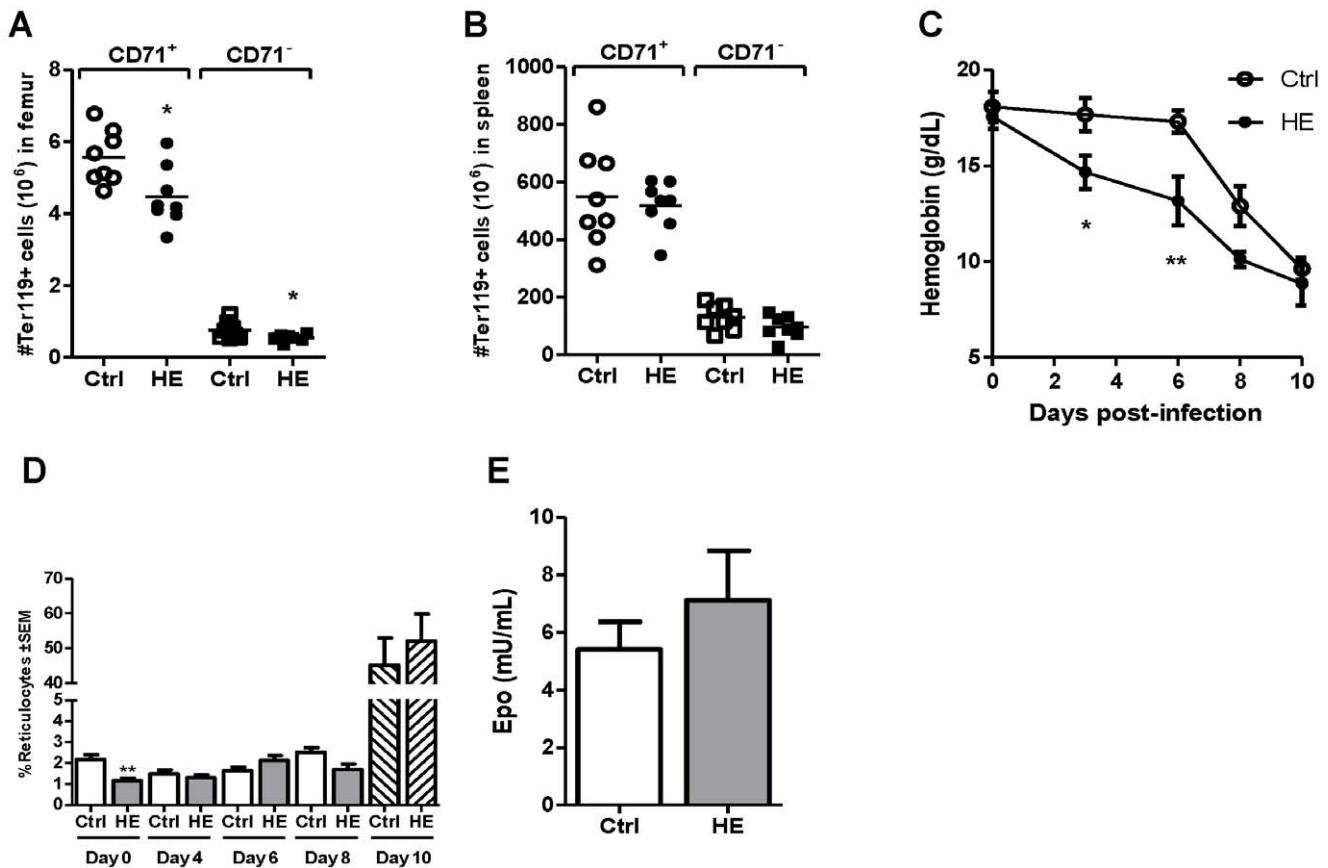 A
CD71+ CD71-
#Ter119+ cells (10^6) in femur
8
6
4
2
0
*
*
Ctrl HE Ctrl HE
B
CD71+ CD71-
#Ter119+ cells (10^6) in spleen
1000
800
600
400
200
0
Ctrl HE Ctrl HE
C
Ctrl
HE
Hemoglobin (g/dL)
20
15
10
5
*
**
0 2 4 6 8 10
Days post-infection
D
% Reticulocytes ±SEM
70
60
50
40
5
4
3
2
1
0
**
Ctrl HE Ctrl HE Ctrl HE Ctrl HE Ctrl HE
Day 0 Day 4 Day 6 Day 8 Day 10
E
Epo (mU/mL)
10
8
6
4
2
0
Ctrl HE